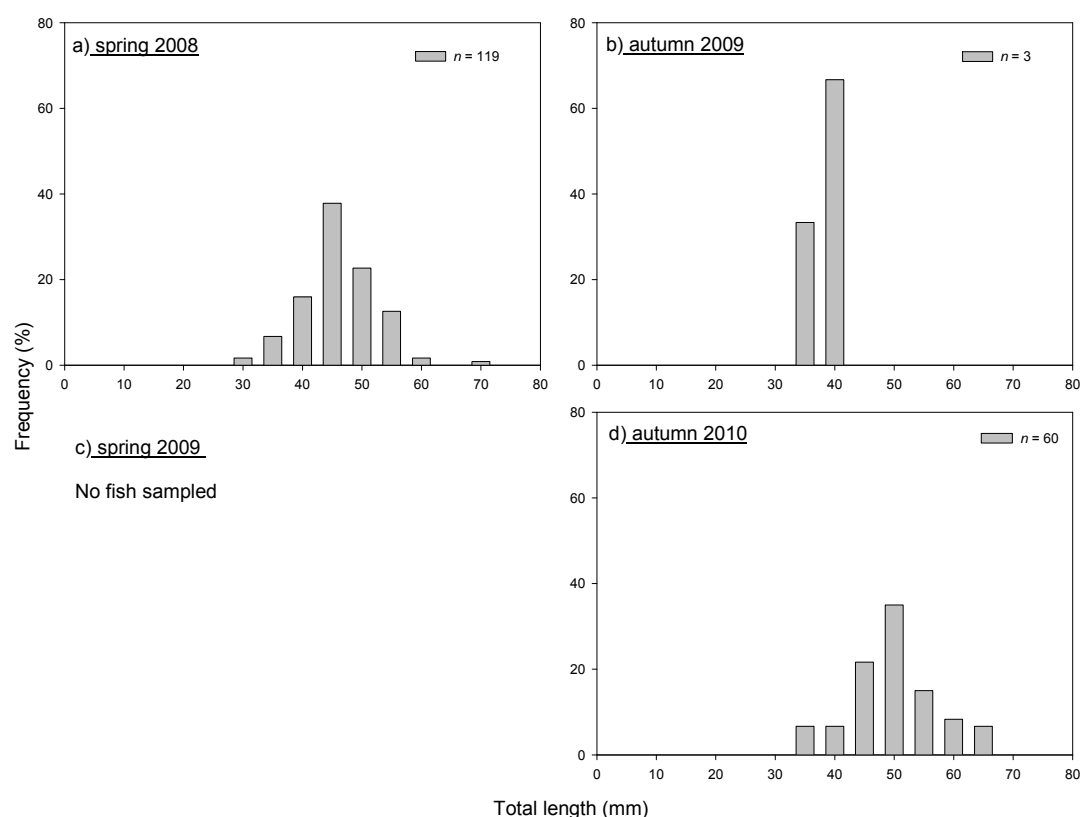 a) spring 2008
n = 119
80
60
40
20
0
0 10 20 30 40 50 60 70 80
b) autumn 2009
n = 3
80
60
40
20
0
0 10 20 30 40 50 60 70 80
Frequency (%)
c) spring 2009
No fish sampled
d) autumn 2010
n = 60
80
60
40
20
0
0 10 20 30 40 50 60 70 80
Total length (mm)